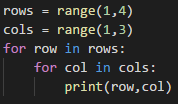 rows = range(1,4)
cols = range(1,3)
for row in rows:
    for col in cols:
        print(row,col)